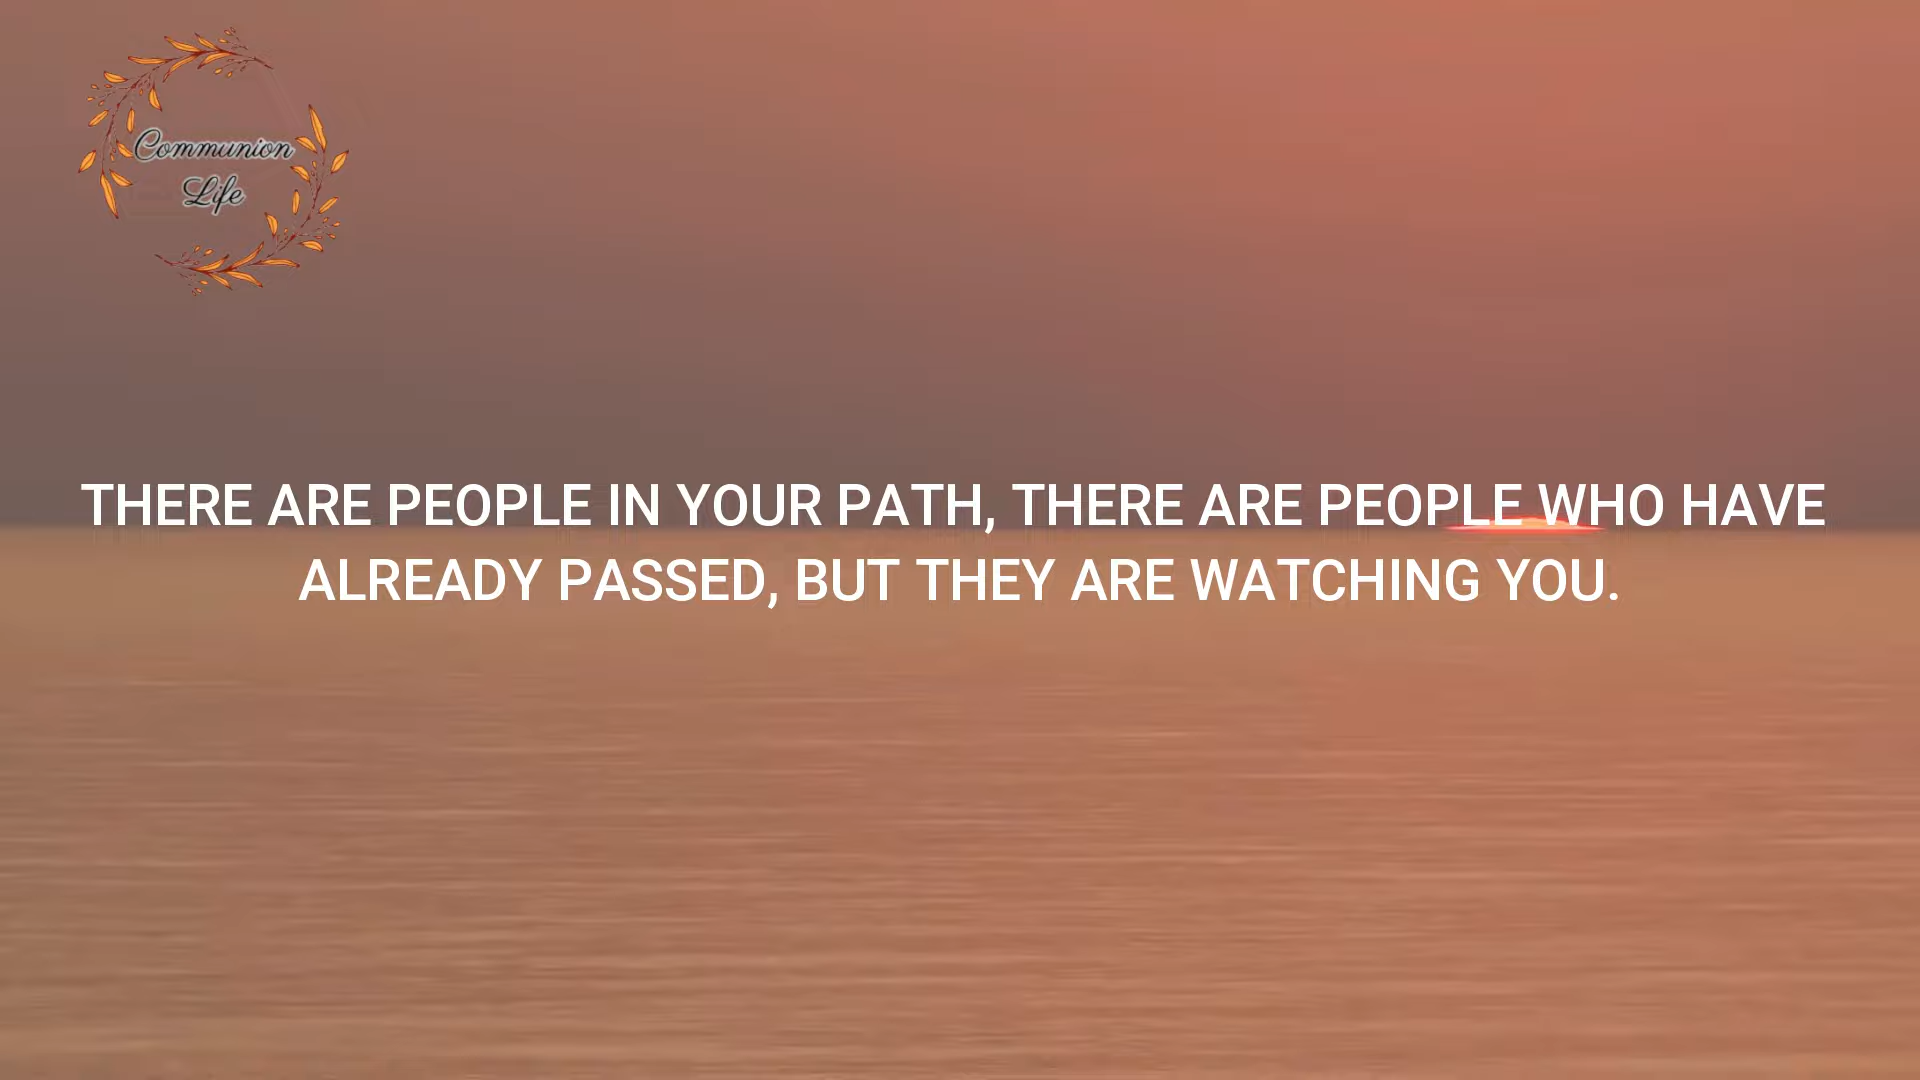 Communion
Life
THERE ARE PEOPLE IN YOUR PATH, THERE ARE PEOPLE WHO HAVE
ALREADY PASSED, BUT THEY ARE WATCHING YOU.